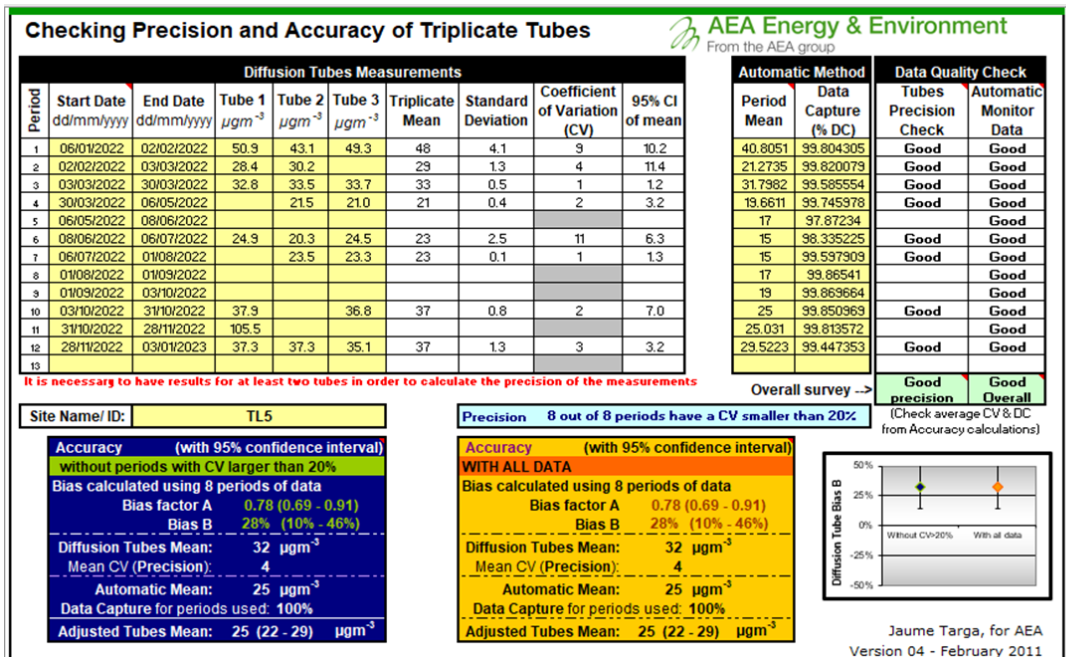 Checking Precision and Accuracy of Triplicate Tubes
AEA Energy & Environment
From the AEA group
Diffusion Tubes Measurements
Automatic Method Data Quality Check
Period Start Date dd/mm/yyyy End Date dd/mm/yyyy Tube 1 µgm-3 Tube 2 µgm-3 Tube 3 µgm-3 Triplicate Mean Standard Deviation Coefficient of Variation (CV) 95% CI of mean Period Mean Data Capture (% DC) Tubes Precision Check Automatic Monitor Data
1 06/01/2022 02/02/2022 50.9 43.1 49.3 48 4.1 9 10.2 40.8051 99.804305 Good Good
2 02/02/2022 03/03/2022 28.4 30.2 29 1.3 4 11.4 21.2735 99.820079 Good Good
3 03/03/2022 30/03/2022 32.8 33.5 33.7 33 0.5 1 1.2 31.7982 99.585554 Good Good
4 30/03/2022 06/05/2022 21.5 21.0 21 0.4 2 3.2 19.6611 99.745978 Good Good
5 06/05/2022 08/06/2022 17 97.87234 Good
6 08/06/2022 06/07/2022 24.9 20.3 24.5 23 2.5 11 6.3 15 98.335225 Good Good
7 06/07/2022 01/08/2022 23.5 23.3 23 0.1 1 1.3 15 99.597909 Good Good
8 01/08/2022 01/09/2022 17 99.86541 Good
9 01/09/2022 03/10/2022 19 99.869664 Good
10 03/10/2022 31/10/2022 37.9 36.8 37 0.8 2 7.0 25 99.850969 Good Good
11 31/10/2022 28/11/2022 105.5 25.031 99.813572 Good
12 28/11/2022 03/01/2023 37.3 37.3 35.1 37 1.3 3 3.2 29.5223 99.447353 Good Good
13
It is necessary to have results for at least two tubes in order to calculate the precision of the measurements
Overall survey --> Good precision Good Overall
Site Name/ ID: TL5
Precision 8 out of 8 periods have a CV smaller than 20%
(Check average CV & DC
from Accuracy calculations)
Accuracy (with 95% confidence interval)
without periods with CV larger than 20%
Bias calculated using 8 periods of data
Bias factor A 0.78 (0.69 - 0.91)
Bias B 28% (10% - 46%)
Diffusion Tubes Mean: 32 µgm-3
Mean CV (Precision): 4
Automatic Mean: 25 µgm-3
Data Capture for periods used: 100%
Adjusted Tubes Mean: 25 (22 - 29) µgm-3
Accuracy (with 95% confidence interval)
WITH ALL DATA
Bias calculated using 8 periods of data
Bias factor A 0.78 (0.69 - 0.91)
Bias B 28% (10% - 46%)
Diffusion Tubes Mean: 32 µgm-3
Mean CV (Precision): 4
Automatic Mean: 25 µgm-3
Data Capture for periods used: 100%
Adjusted Tubes Mean: 25 (22 - 29) µgm-3
Diffusion Tube Bias B
50%
25%
0%
-25%
-50%
Without CV>20% With all data
Jaume Targa, for AEA
Version 04 - February 2011